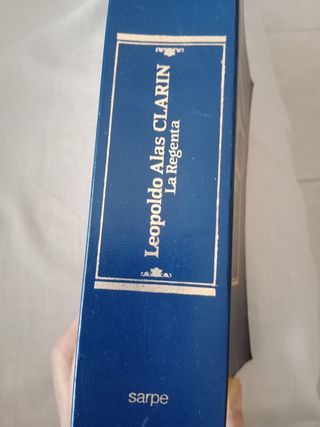 Leopoldo Alas CLARIN
La Regenta
sarpe